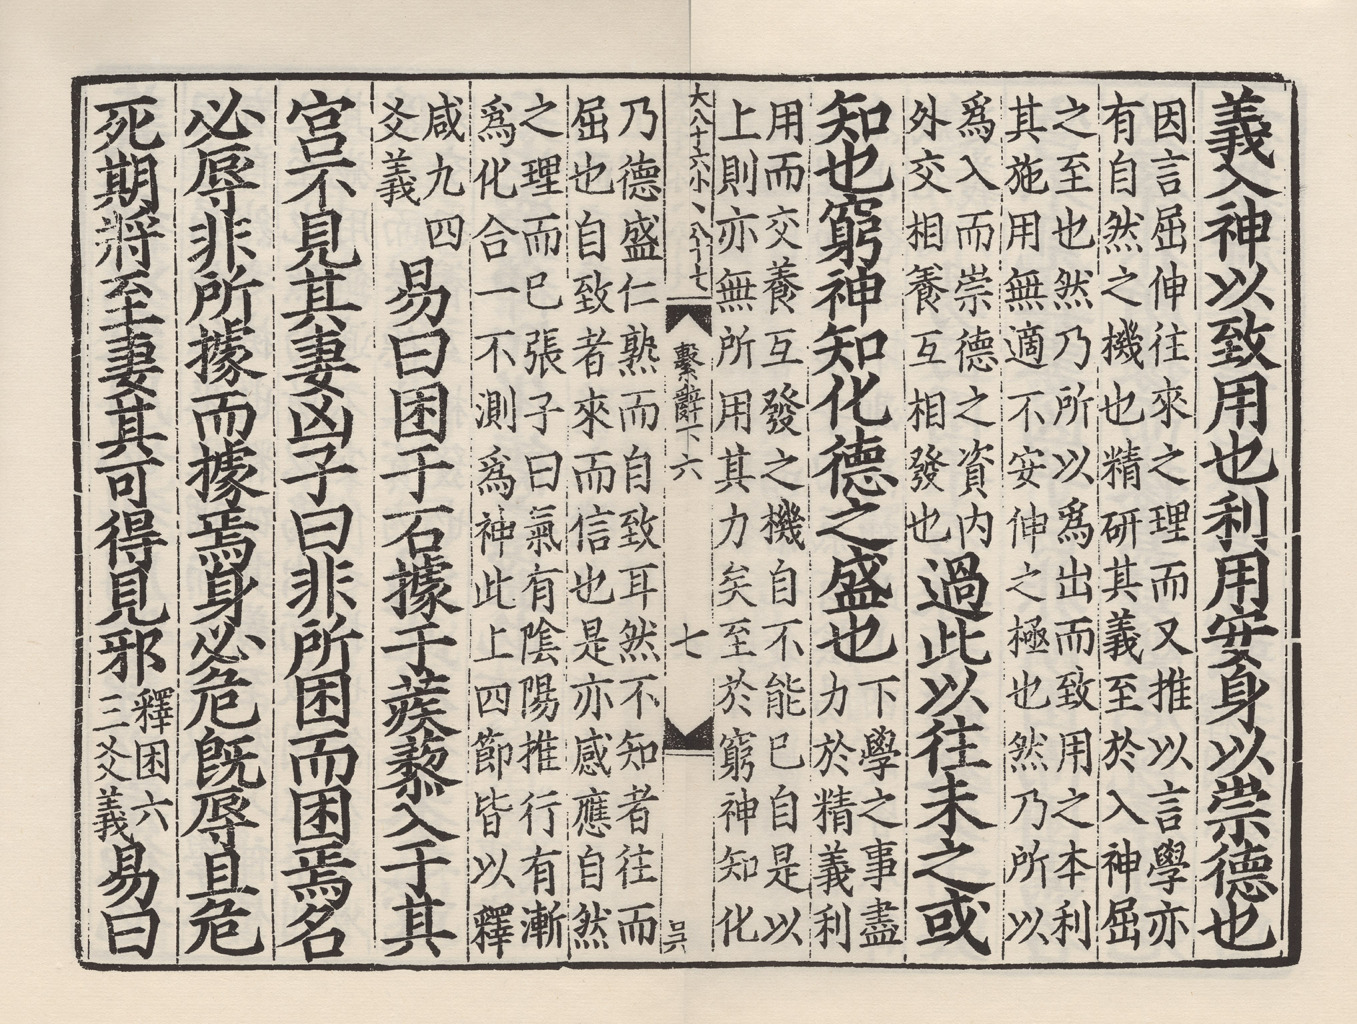 義入神以致用也利用安身以崇德也
因言屈伸往來之理而又推以言學亦
有自然之機也精研其義至於入神屈
之至也然乃所以爲出而致用之本利
其施用無適不安伸之極也然乃所以
爲入而崇德之資内
外交相養互相發也
過此以往未之或
知也窮神知化德之盛也
下學之事盡
力於精義利
用而交養互發之機自不能已自是以
上則亦無所用其力矣至於窮神知化
大八十六小八十七
繫辭下六
七
吳
乃德盛仁熟而自致耳然不知者往而
屈也自致者來而信也是亦感應自然
之理而已張子曰氣有陰陽推行有漸
爲化合一不測爲神此上四節皆以釋
咸九四
爻義
易曰困于石據于蒺藜入于其
宮不見其妻凶子曰非所困而困焉名
必辱非所據而據焉身必危旣辱且危
死期將至妻其可得見邪
釋困六
三爻義
易曰